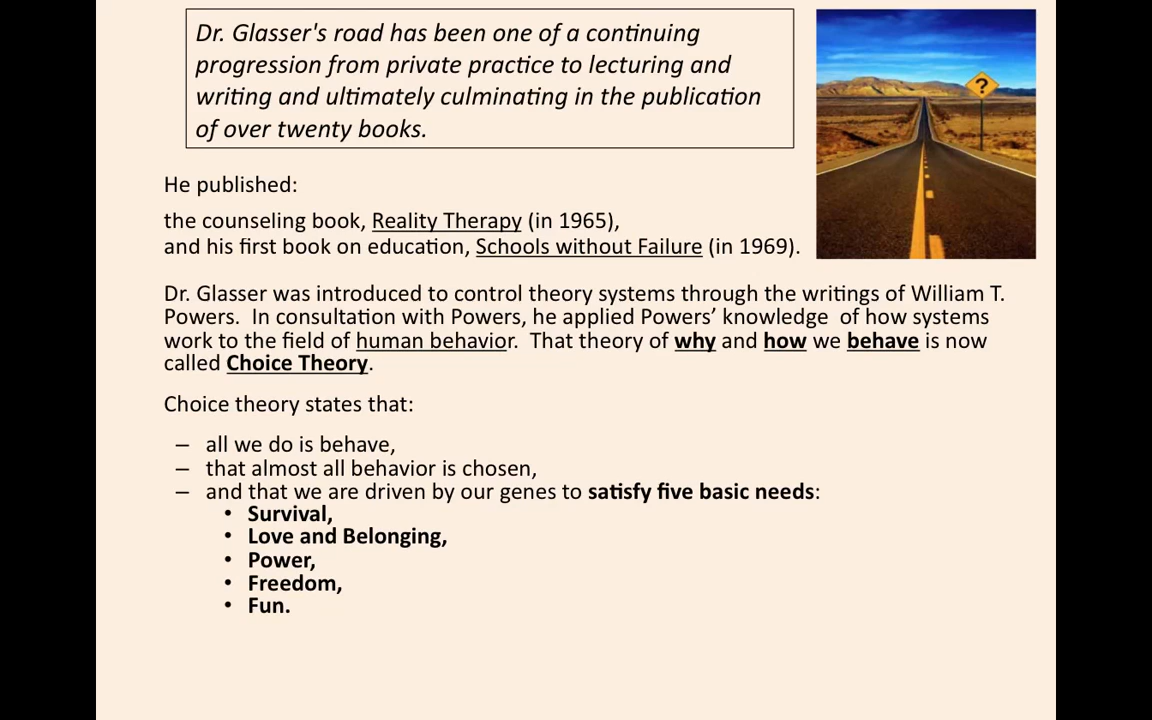 Dr. Glasser's road has been one of a continuing
progression from private practice to lecturing and
writing and ultimately culminating in the publication
of over twenty books.
?
He published:
the counseling book, Reality Therapy (in 1965),
and his first book on education, Schools without Failure (in 1969).
Dr. Glasser was introduced to control theory systems through the writings of William T.
Powers.  In consultation with Powers, he applied Powers’ knowledge  of how systems
work to the field of human behavior.  That theory of why and how we behave is now
called Choice Theory.
Choice theory states that:
– all we do is behave,
– that almost all behavior is chosen,
– and that we are driven by our genes to satisfy five basic needs:
• Survival,
• Love and Belonging,
• Power,
• Freedom,
• Fun.